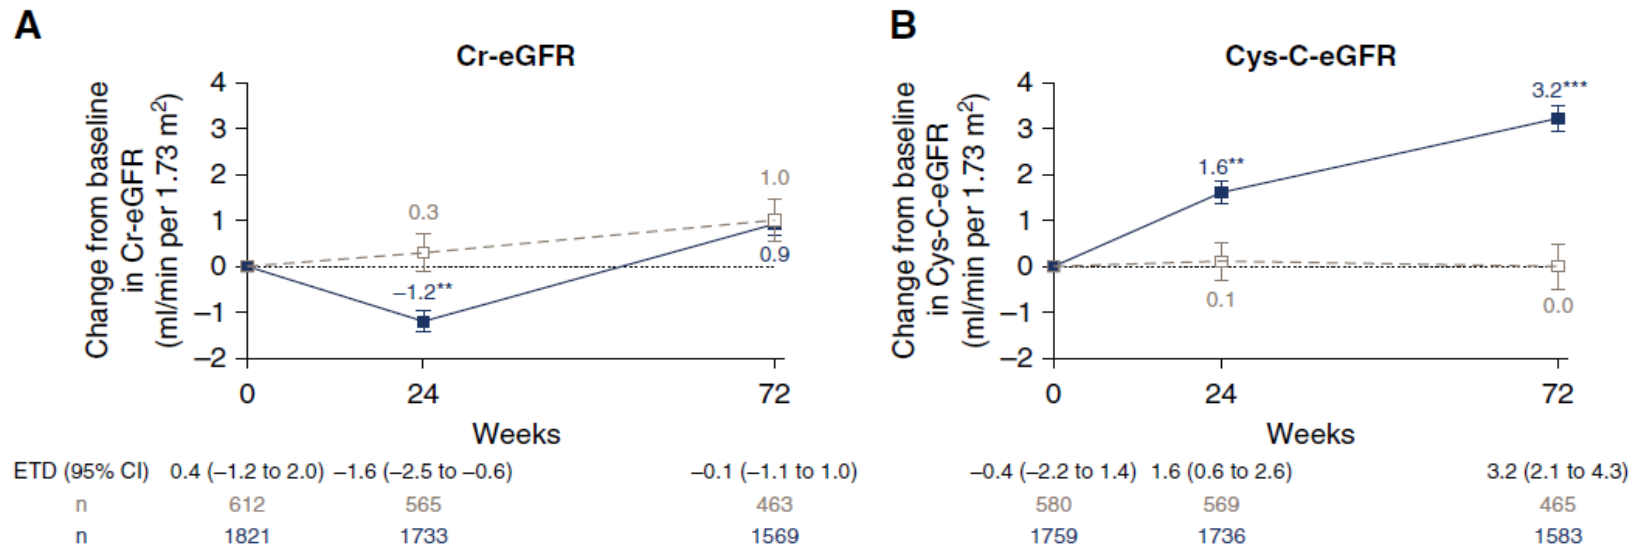 A
Cr-eGFR
Change from baseline
in Cr-eGFR
(ml/min per 1.73 m²)
4
3
2
1
0
–1
–2
0.3
–1.2**
1.0
0.9
0 24 72
Weeks
ETD (95% CI) 0.4 (–1.2 to 2.0) –1.6 (–2.5 to –0.6) –0.1 (–1.1 to 1.0)
n 612 565 463
n 1821 1733 1569
B
Cys-C-eGFR
Change from baseline
in Cys-C-eGFR
(ml/min per 1.73 m²)
4
3
2
1
0
–1
–2
1.6**
3.2***
0.1
0.0
0 24 72
Weeks
–0.4 (–2.2 to 1.4) 1.6 (0.6 to 2.6) 3.2 (2.1 to 4.3)
580 569 465
1759 1736 1583